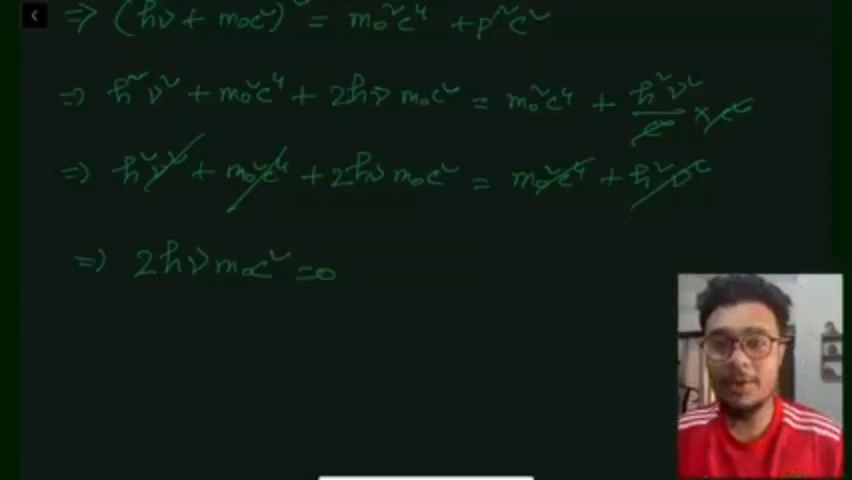 ⇒ (hν + m₀c²)² = m₀²c⁴ + p²c²
⇒ h²ν² + m₀²c⁴ + 2hν m₀c² = m₀²c⁴ + h²ν²/c² × c²
⇒ h²ν² + m₀²c⁴ + 2hν m₀c² = m₀²c⁴ + h²ν²
⇒ 2hν m₀c² = 0